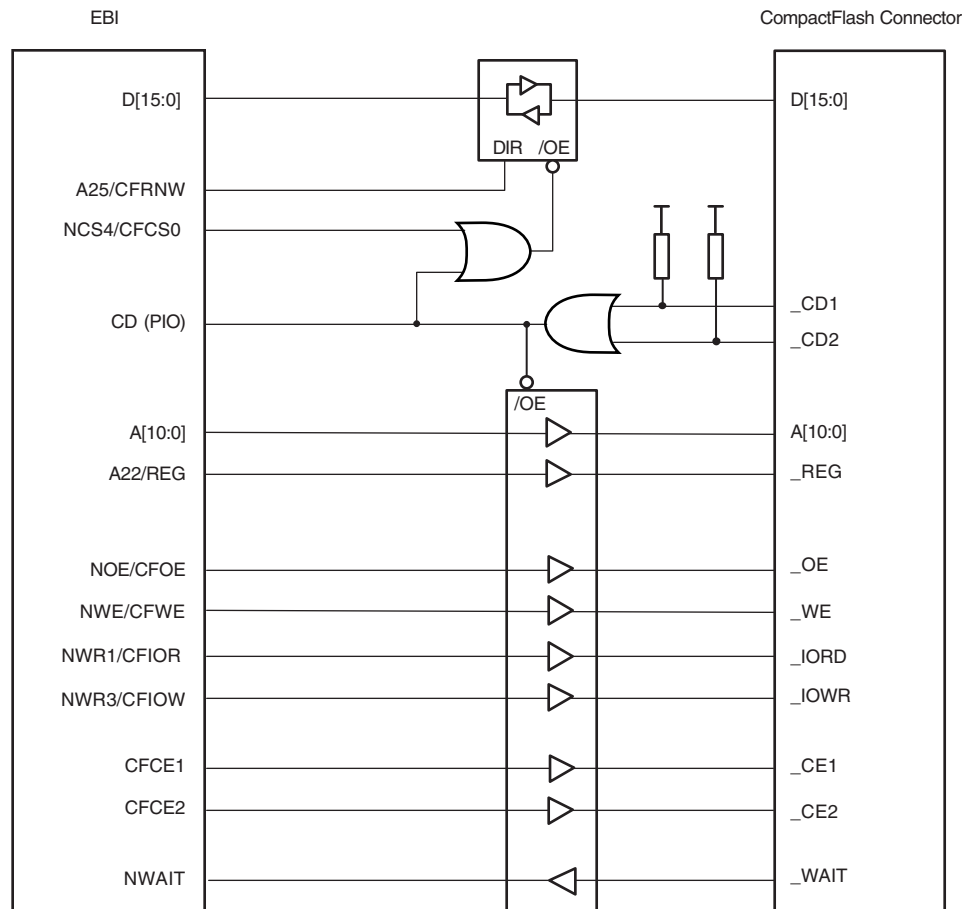 EBI CompactFlash Connector
D[15:0] D[15:0]
DIR /OE
A25/CFRNW
NCS4/CFCS0
_CD1
CD (PIO)
_CD2
/OE
A[10:0] A[10:0]
A22/REG _REG
NOE/CFOE _OE
NWE/CFWE _WE
NWR1/CFIOR _IORD
NWR3/CFIOW _IOWR
CFCE1 _CE1
CFCE2 _CE2
NWAIT _WAIT